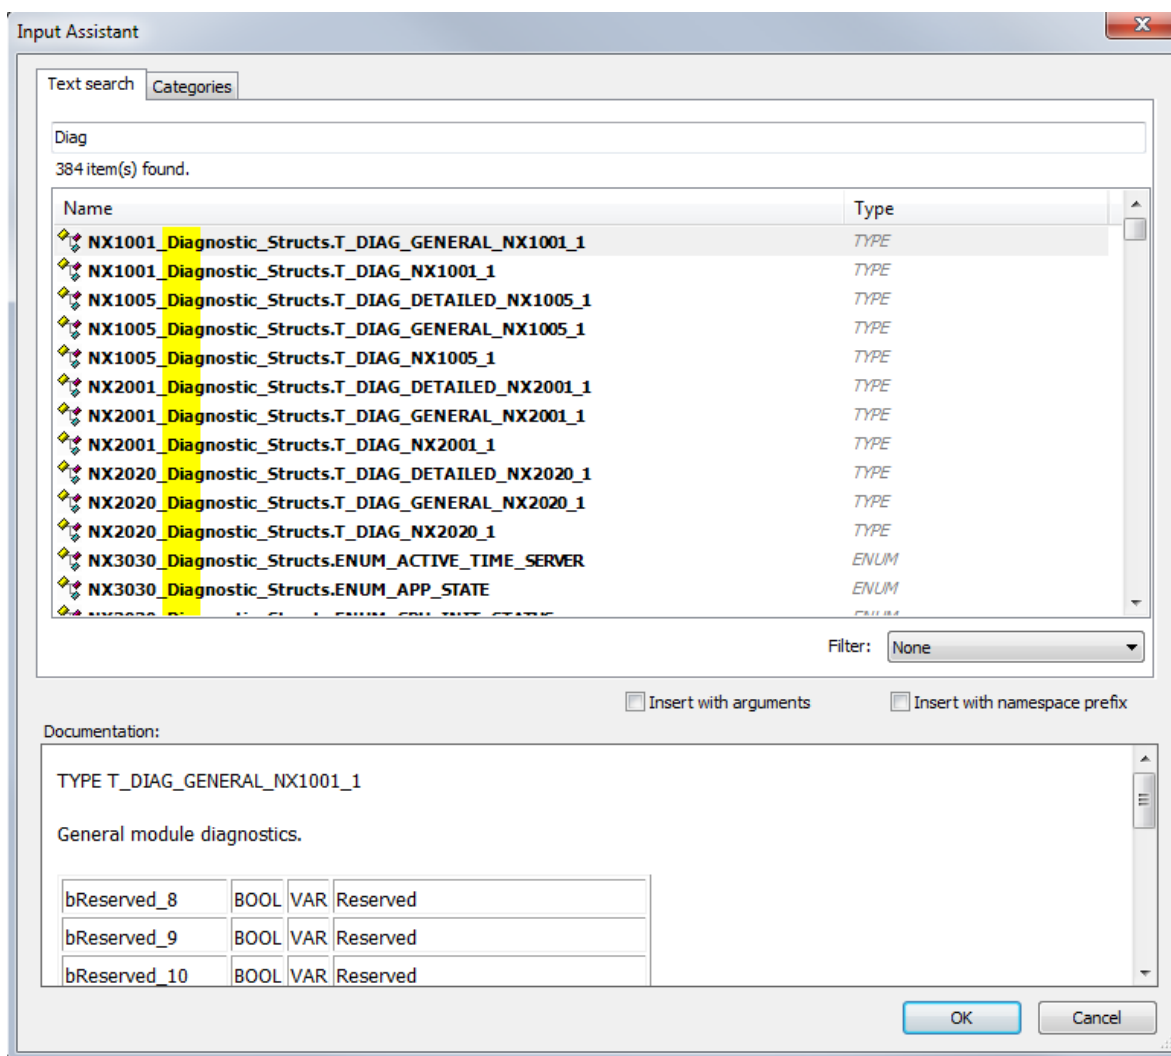 Input Assistant
Text search Categories
Diag
384 item(s) found.
Name Type
NX1001_Diagnostic_Structs.T_DIAG_GENERAL_NX1001_1 TYPE
NX1001_Diagnostic_Structs.T_DIAG_NX1001_1 TYPE
NX1005_Diagnostic_Structs.T_DIAG_DETAILED_NX1005_1 TYPE
NX1005_Diagnostic_Structs.T_DIAG_GENERAL_NX1005_1 TYPE
NX1005_Diagnostic_Structs.T_DIAG_NX1005_1 TYPE
NX2001_Diagnostic_Structs.T_DIAG_DETAILED_NX2001_1 TYPE
NX2001_Diagnostic_Structs.T_DIAG_GENERAL_NX2001_1 TYPE
NX2001_Diagnostic_Structs.T_DIAG_NX2001_1 TYPE
NX2020_Diagnostic_Structs.T_DIAG_DETAILED_NX2020_1 TYPE
NX2020_Diagnostic_Structs.T_DIAG_GENERAL_NX2020_1 TYPE
NX2020_Diagnostic_Structs.T_DIAG_NX2020_1 TYPE
NX3030_Diagnostic_Structs.ENUM_ACTIVE_TIME_SERVER ENUM
NX3030_Diagnostic_Structs.ENUM_APP_STATE ENUM
Filter: None
Insert with arguments Insert with namespace prefix
Documentation:
TYPE T_DIAG_GENERAL_NX1001_1
General module diagnostics.
bReserved_8 BOOL VAR Reserved
bReserved_9 BOOL VAR Reserved
bReserved_10 BOOL VAR Reserved
OK Cancel